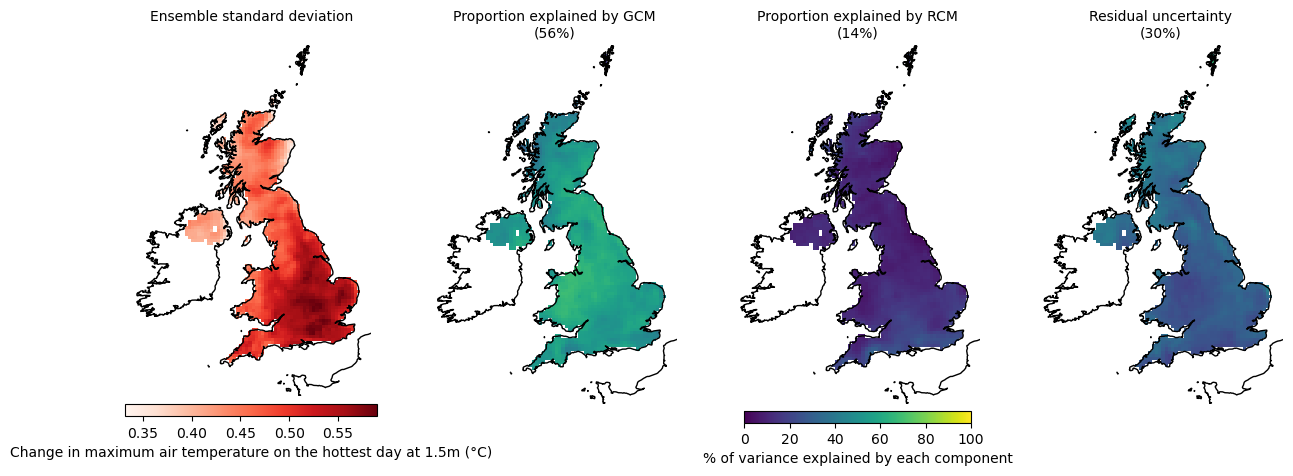 Ensemble standard deviation
Proportion explained by GCM
(56%)
Proportion explained by RCM
(14%)
Residual uncertainty
(30%)
0.35 0.40 0.45 0.50 0.55
Change in maximum air temperature on the hottest day at 1.5m (°C)
0 20 40 60 80 100
% of variance explained by each component